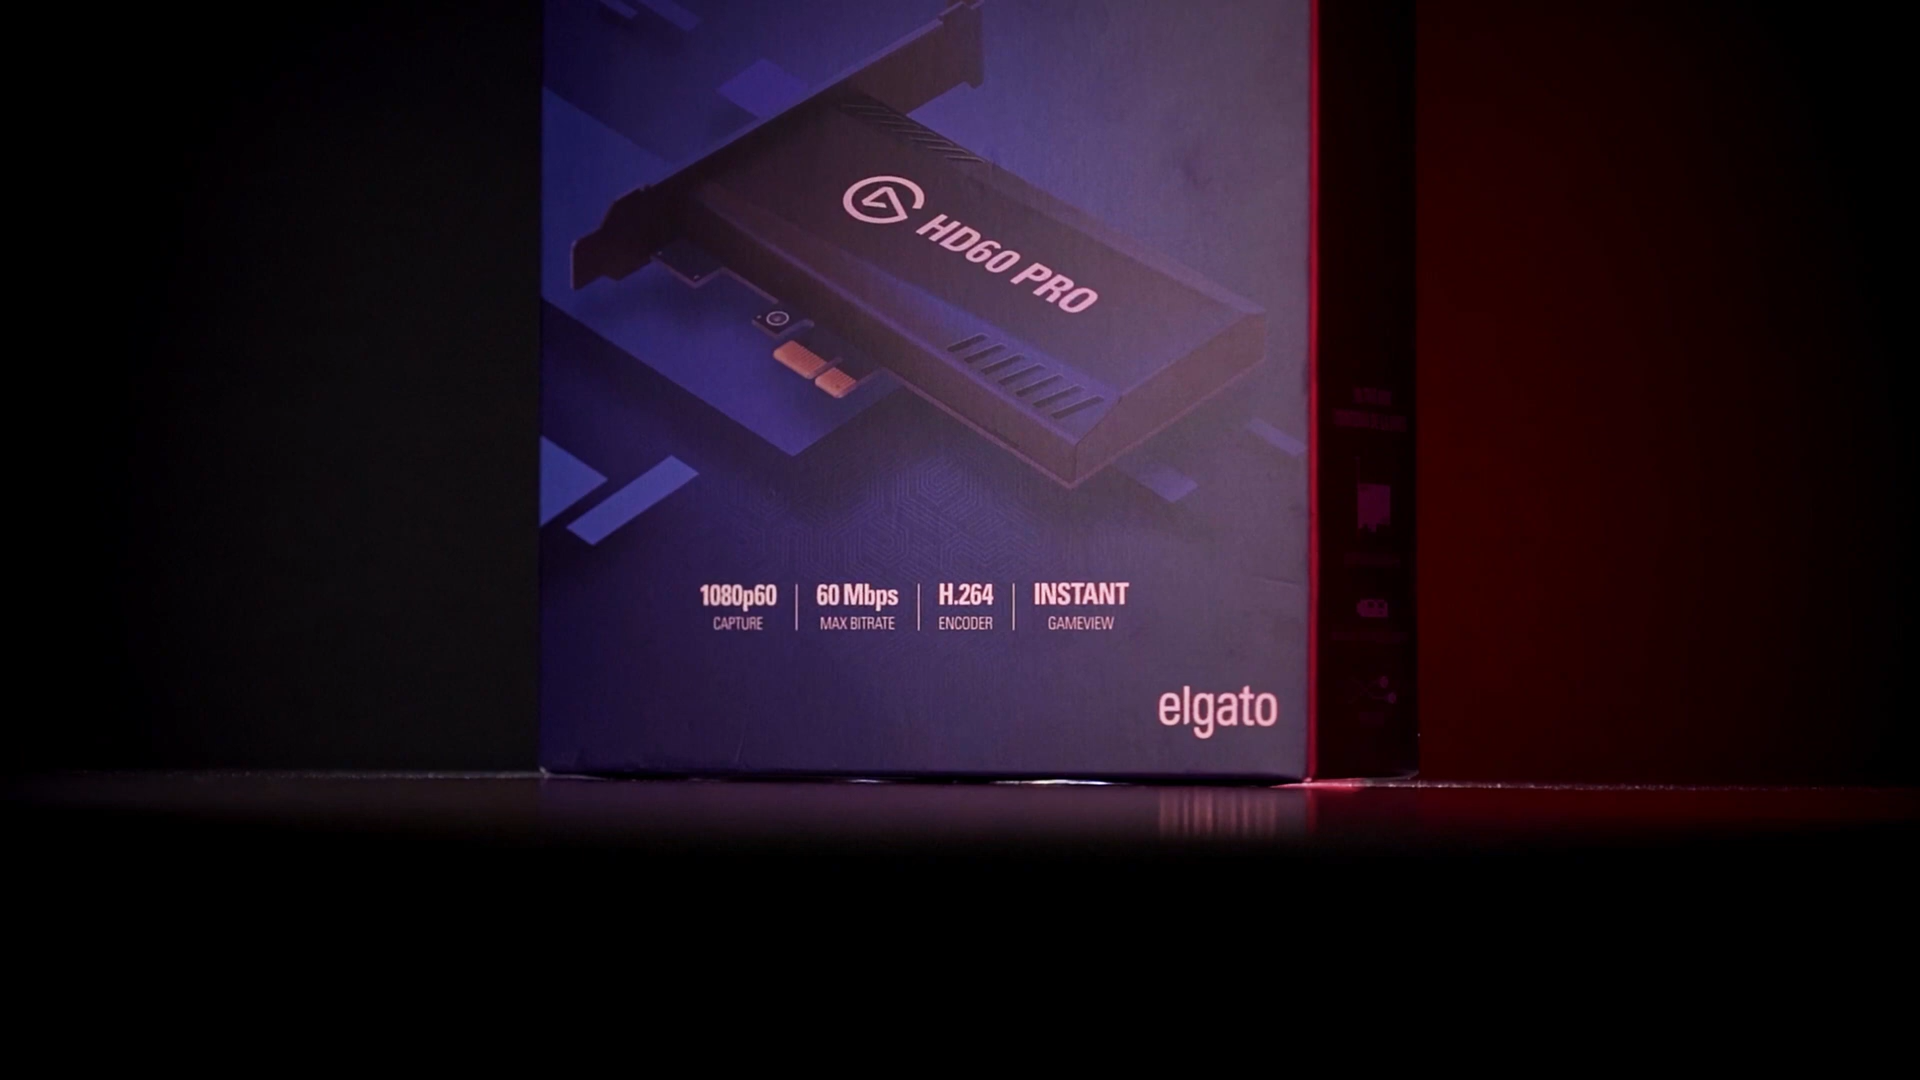 HD60 PRO
1080p60
CAPTURE
60 Mbps
MAX BITRATE
H.264
ENCODER
INSTANT
GAMEVIEW
elgato